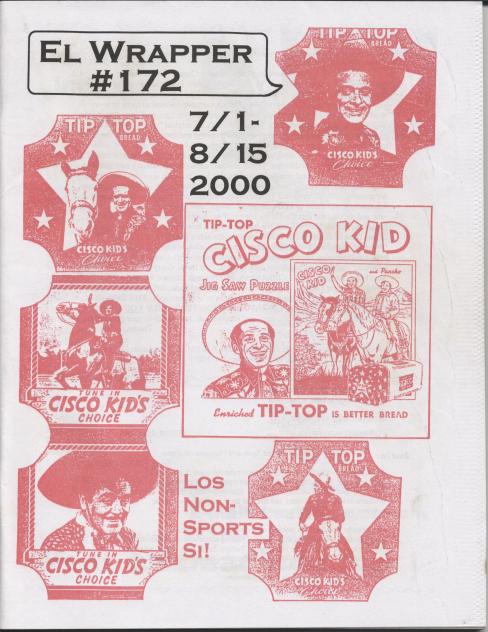 EL WRAPPER
#172
TIP TOP
BREAD
CISCO KID'S
Choice
7/1-
8/15
2000
TIP TOP
BREAD
CISCO KID'S
Choice
TIP-TOP
CISCO KID
JIG SAW PUZZLE
CISCO KID
and Pancho
Enriched TIP-TOP IS BETTER BREAD
TUNE IN
CISCO KID'S
CHOICE
TUNE IN
CISCO KID'S
CHOICE
LOS
NON-
SPORTS
SI!
TIP TOP
BREAD
CISCO KID'S
Choice